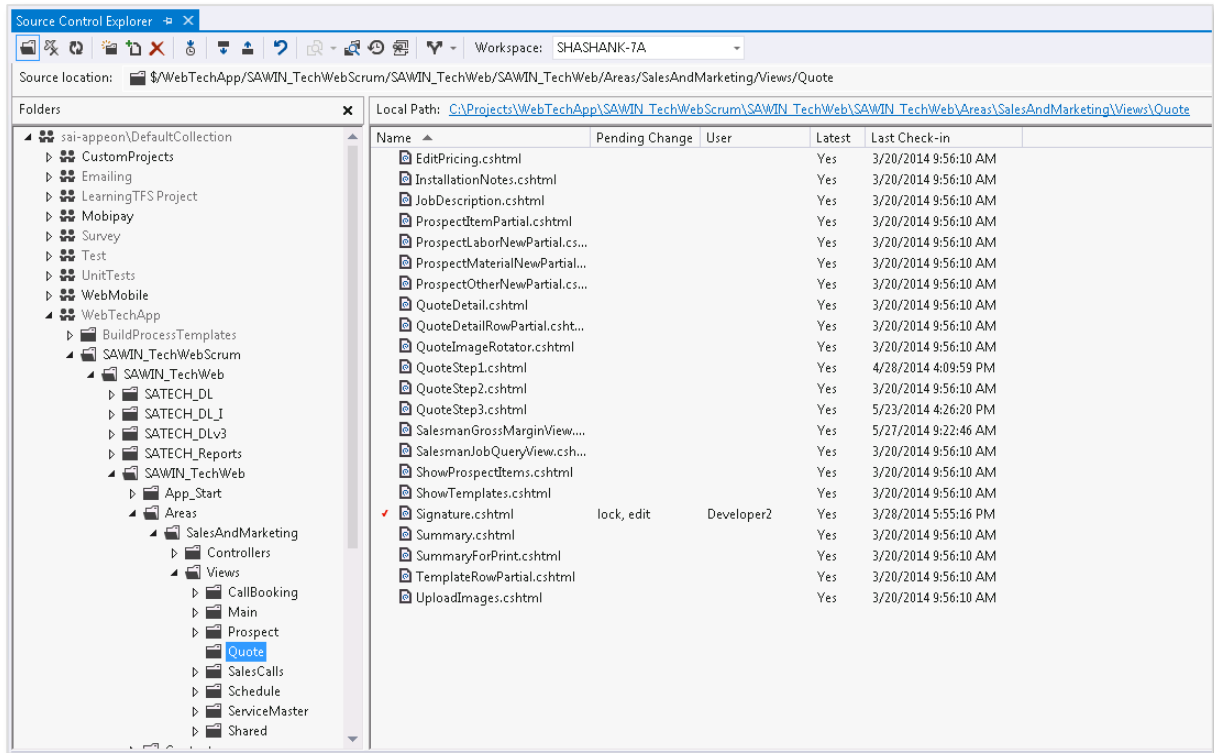 Source Control Explorer
Workspace: SHASHANK-7A
Source location: $/WebTechApp/SAWIN_TechWebScrum/SAWIN_TechWeb/SAWIN_TechWeb/Areas/SalesAndMarketing/Views/Quote
Folders
sai-appeon\DefaultCollection
CustomProjects
Emailing
LearningTFS Project
Mobipay
Survey
Test
UnitTests
WebMobile
WebTechApp
BuildProcessTemplates
SAWIN_TechWebScrum
SAWIN_TechWeb
SATECH_DL
SATECH_DL_I
SATECH_DLv3
SATECH_Reports
SAWIN_TechWeb
App_Start
Areas
SalesAndMarketing
Controllers
Views
CallBooking
Main
Prospect
Quote
SalesCalls
Schedule
ServiceMaster
Shared
Local Path: C:\Projects\WebTechApp\SAWIN_TechWebScrum\SAWIN_TechWeb\SAWIN_TechWeb\Areas\SalesAndMarketing\Views\Quote
Name Pending Change User Latest Last Check-in
EditPricing.cshtml Yes 3/20/2014 9:56:10 AM
InstallationNotes.cshtml Yes 3/20/2014 9:56:10 AM
JobDescription.cshtml Yes 3/20/2014 9:56:10 AM
ProspectItemPartial.cshtml Yes 3/20/2014 9:56:10 AM
ProspectLaborNewPartial.cs... Yes 3/20/2014 9:56:10 AM
ProspectMaterialNewPartial... Yes 3/20/2014 9:56:10 AM
ProspectOtherNewPartial.cs... Yes 3/20/2014 9:56:10 AM
QuoteDetail.cshtml Yes 3/20/2014 9:56:10 AM
QuoteDetailRowPartial.csht... Yes 3/20/2014 9:56:10 AM
QuoteImageRotator.cshtml Yes 3/20/2014 9:56:10 AM
QuoteStep1.cshtml Yes 4/28/2014 4:09:59 PM
QuoteStep2.cshtml Yes 3/20/2014 9:56:10 AM
QuoteStep3.cshtml Yes 5/23/2014 4:26:20 PM
SalesmanGrossMarginView.... Yes 5/27/2014 9:22:46 AM
SalesmanJobQueryView.csh... Yes 3/20/2014 9:56:10 AM
ShowProspectItems.cshtml Yes 3/20/2014 9:56:10 AM
ShowTemplates.cshtml Yes 3/20/2014 9:56:10 AM
Signature.cshtml lock, edit Developer2 Yes 3/28/2014 5:55:16 PM
Summary.cshtml Yes 3/20/2014 9:56:10 AM
SummaryForPrint.cshtml Yes 3/20/2014 9:56:10 AM
TemplateRowPartial.cshtml Yes 3/20/2014 9:56:10 AM
UploadImages.cshtml Yes 3/20/2014 9:56:10 AM